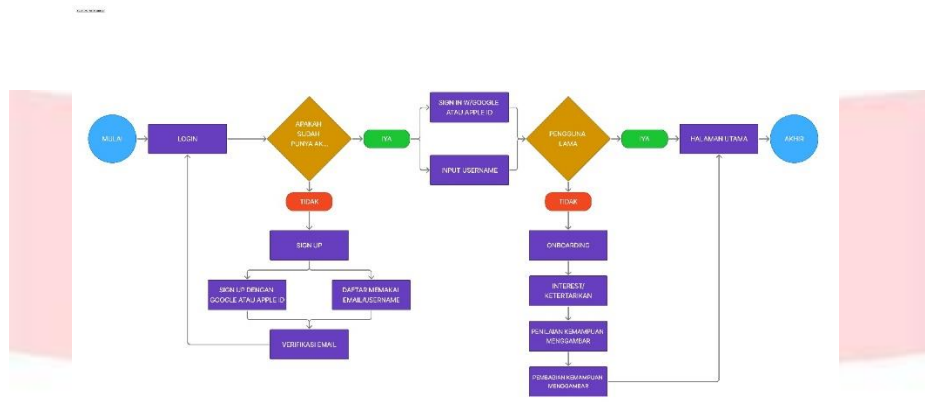 MULAI
LOGIN
APAKAH
SUDAH
PUNYA AK...
IYA
SIGN IN W/GOOGLE
ATAU APPLE ID
INPUT USERNAME
PENGGUNA
LAMA
IYA
HALAMAN UTAMA
AKHIR
TIDAK
SIGN UP
SIGN UP DENGAN
GOOGLE ATAU APPLE ID
DAFTAR MEMAKAI
EMAIL/USERNAME
VERIFIKASI EMAIL
TIDAK
ONBOARDING
INTEREST/
KETERTARIKAN
PENILAIAN KEMAMPUAN
MENGGAMBAR
KEMAMPUAN
MENGGAMBAR